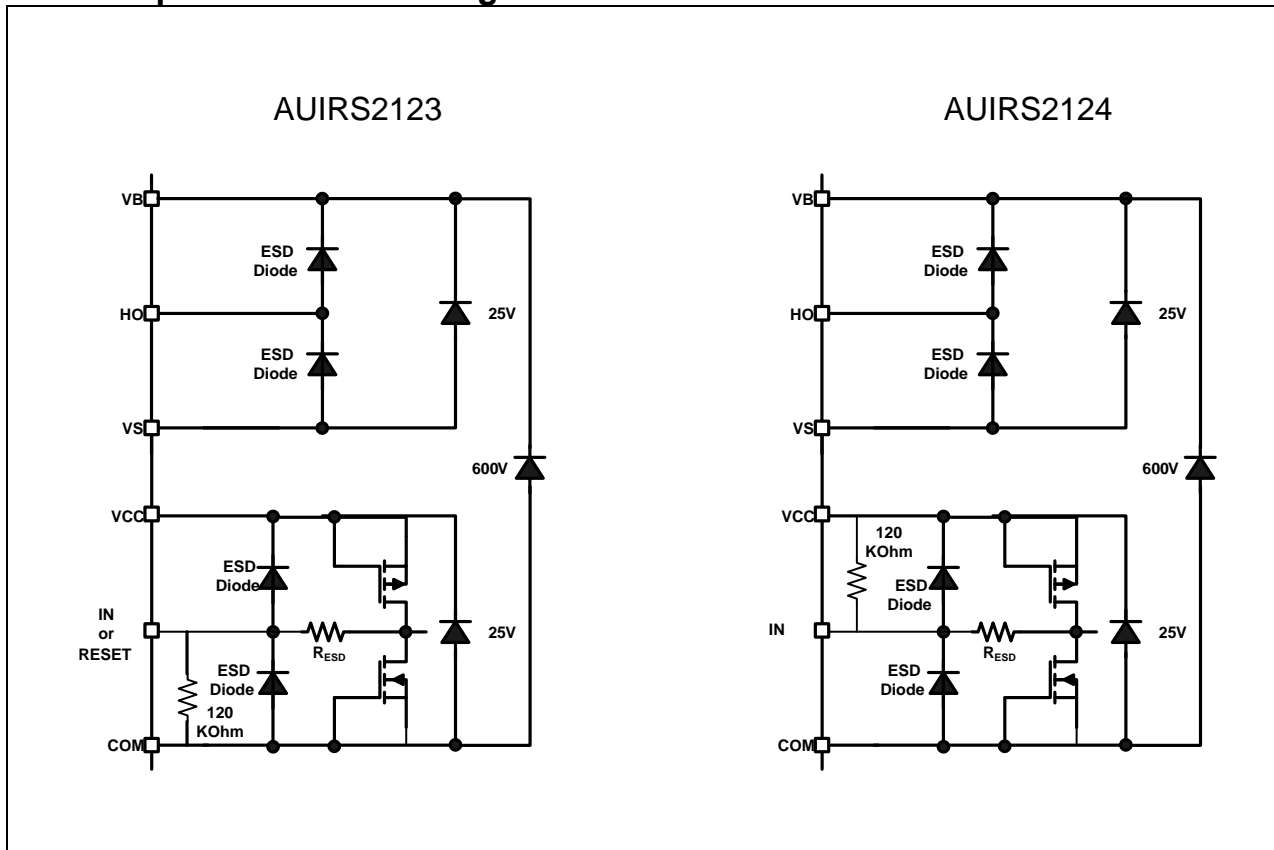 AUIRS2123
VB
ESD
Diode
HO
25V
ESD
Diode
VS
600V
VCC
ESD
Diode
IN
or
RESET
RESD
25V
ESD
Diode
120
KOhm
COM
AUIRS2124
VB
ESD
Diode
HO
25V
ESD
Diode
VS
600V
VCC
120
KOhm
ESD
Diode
IN
RESD
25V
ESD
Diode
COM